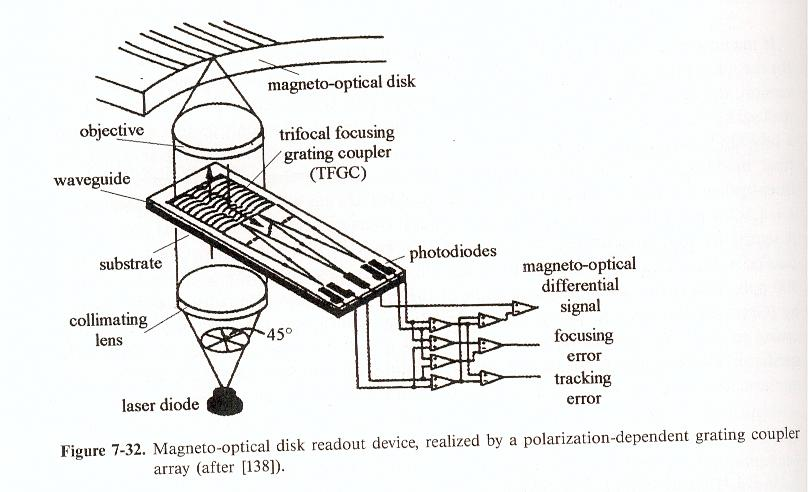 magneto-optical disk
objective
trifocal focusing
grating coupler
(TFGC)
waveguide
substrate
photodiodes
magneto-optical
differential
signal
collimating
lens
45°
focusing
error
tracking
error
laser diode
Figure 7-32. Magneto-optical disk readout device, realized by a polarization-dependent grating coupler
array (after [138]).